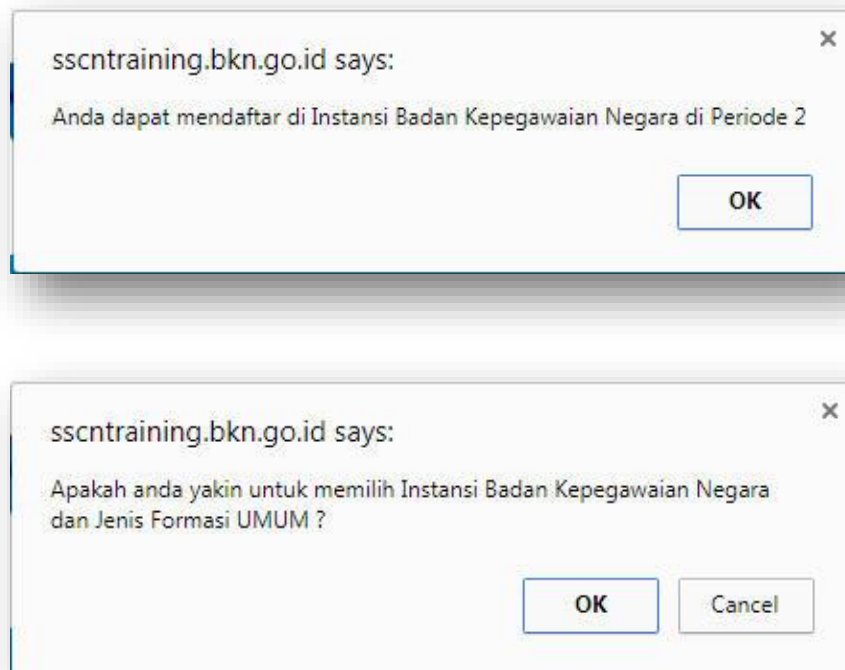 sscntraining.bkn.go.id says:
Anda dapat mendaftar di Instansi Badan Kepegawaian Negara di Periode 2
OK
sscntraining.bkn.go.id says:
Apakah anda yakin untuk memilih Instansi Badan Kepegawaian Negara
dan Jenis Formasi UMUM ?
OK Cancel